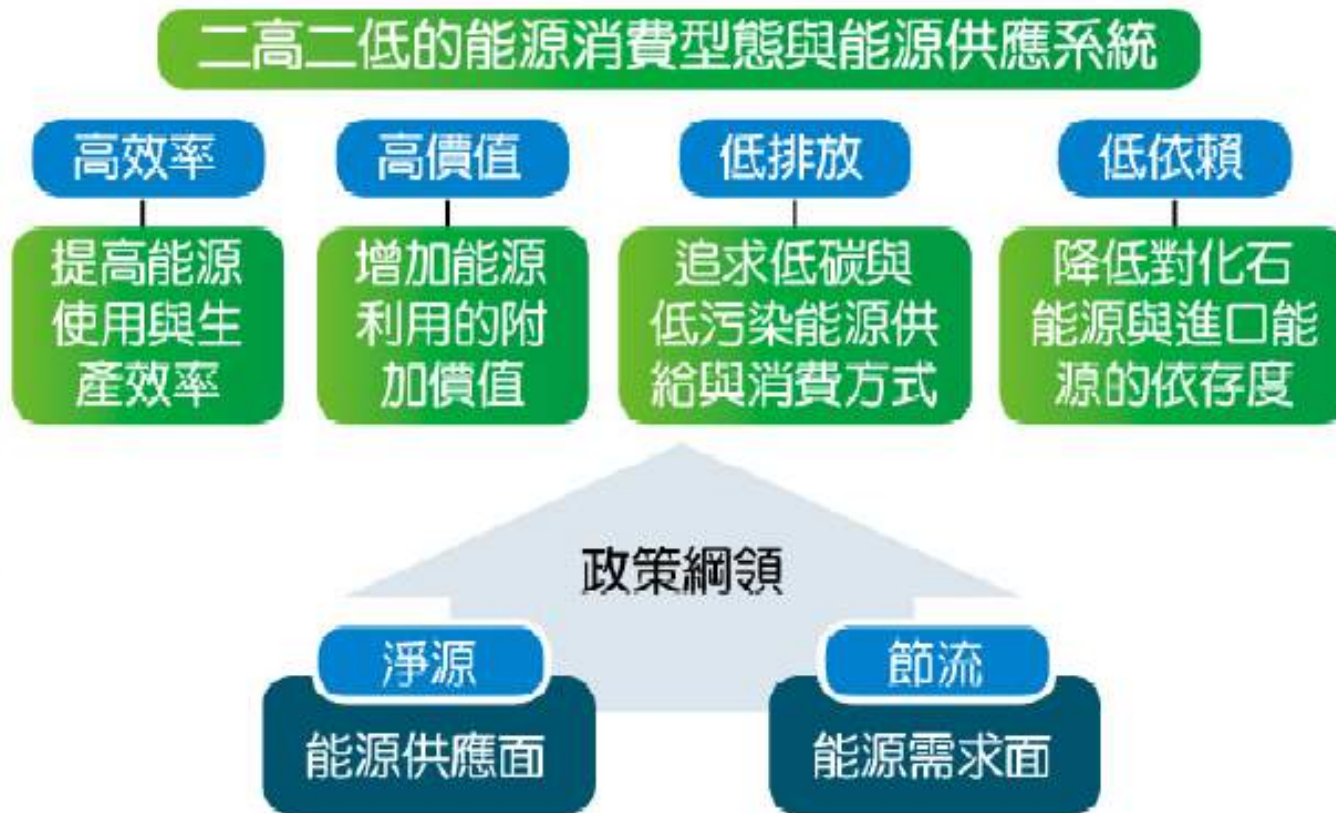 二高二低的能源消費型態與能源供應系統
高效率
高價值
低排放
低依賴
提高能源
使用與生
產效率
增加能源
利用的附
加價值
追求低碳與
低污染能源供
給與消費方式
降低對化石
能源與進口能
源的依存度
政策綱領
淨源
能源供應面
節流
能源需求面